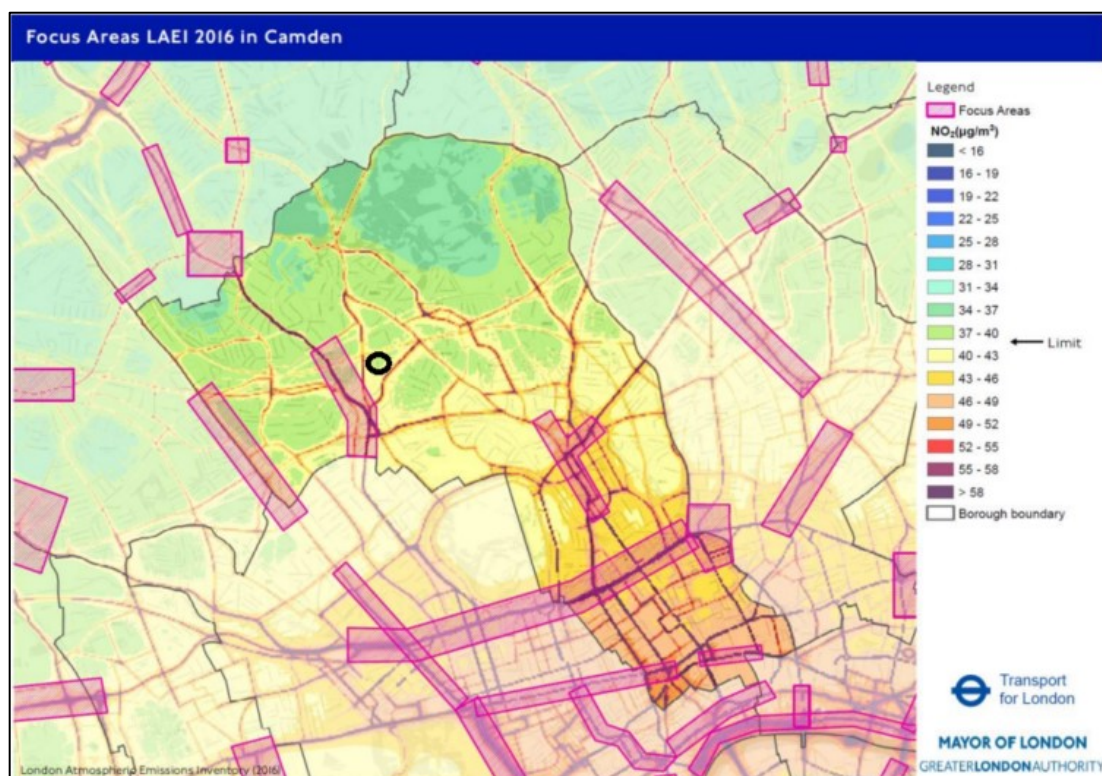 Focus Areas LAEI 2016 in Camden
Legend
Focus Areas
NO₂(µg/m³)
< 16
16 - 19
19 - 22
22 - 25
25 - 28
28 - 31
31 - 34
34 - 37
37 - 40
Limit
40 - 43
43 - 46
46 - 49
49 - 52
52 - 55
55 - 58
> 58
Borough boundary
Transport
for London
MAYOR OF LONDON
GREATERLONDONAUTHORITY
London Atmospheric Emissions Inventory (2016)